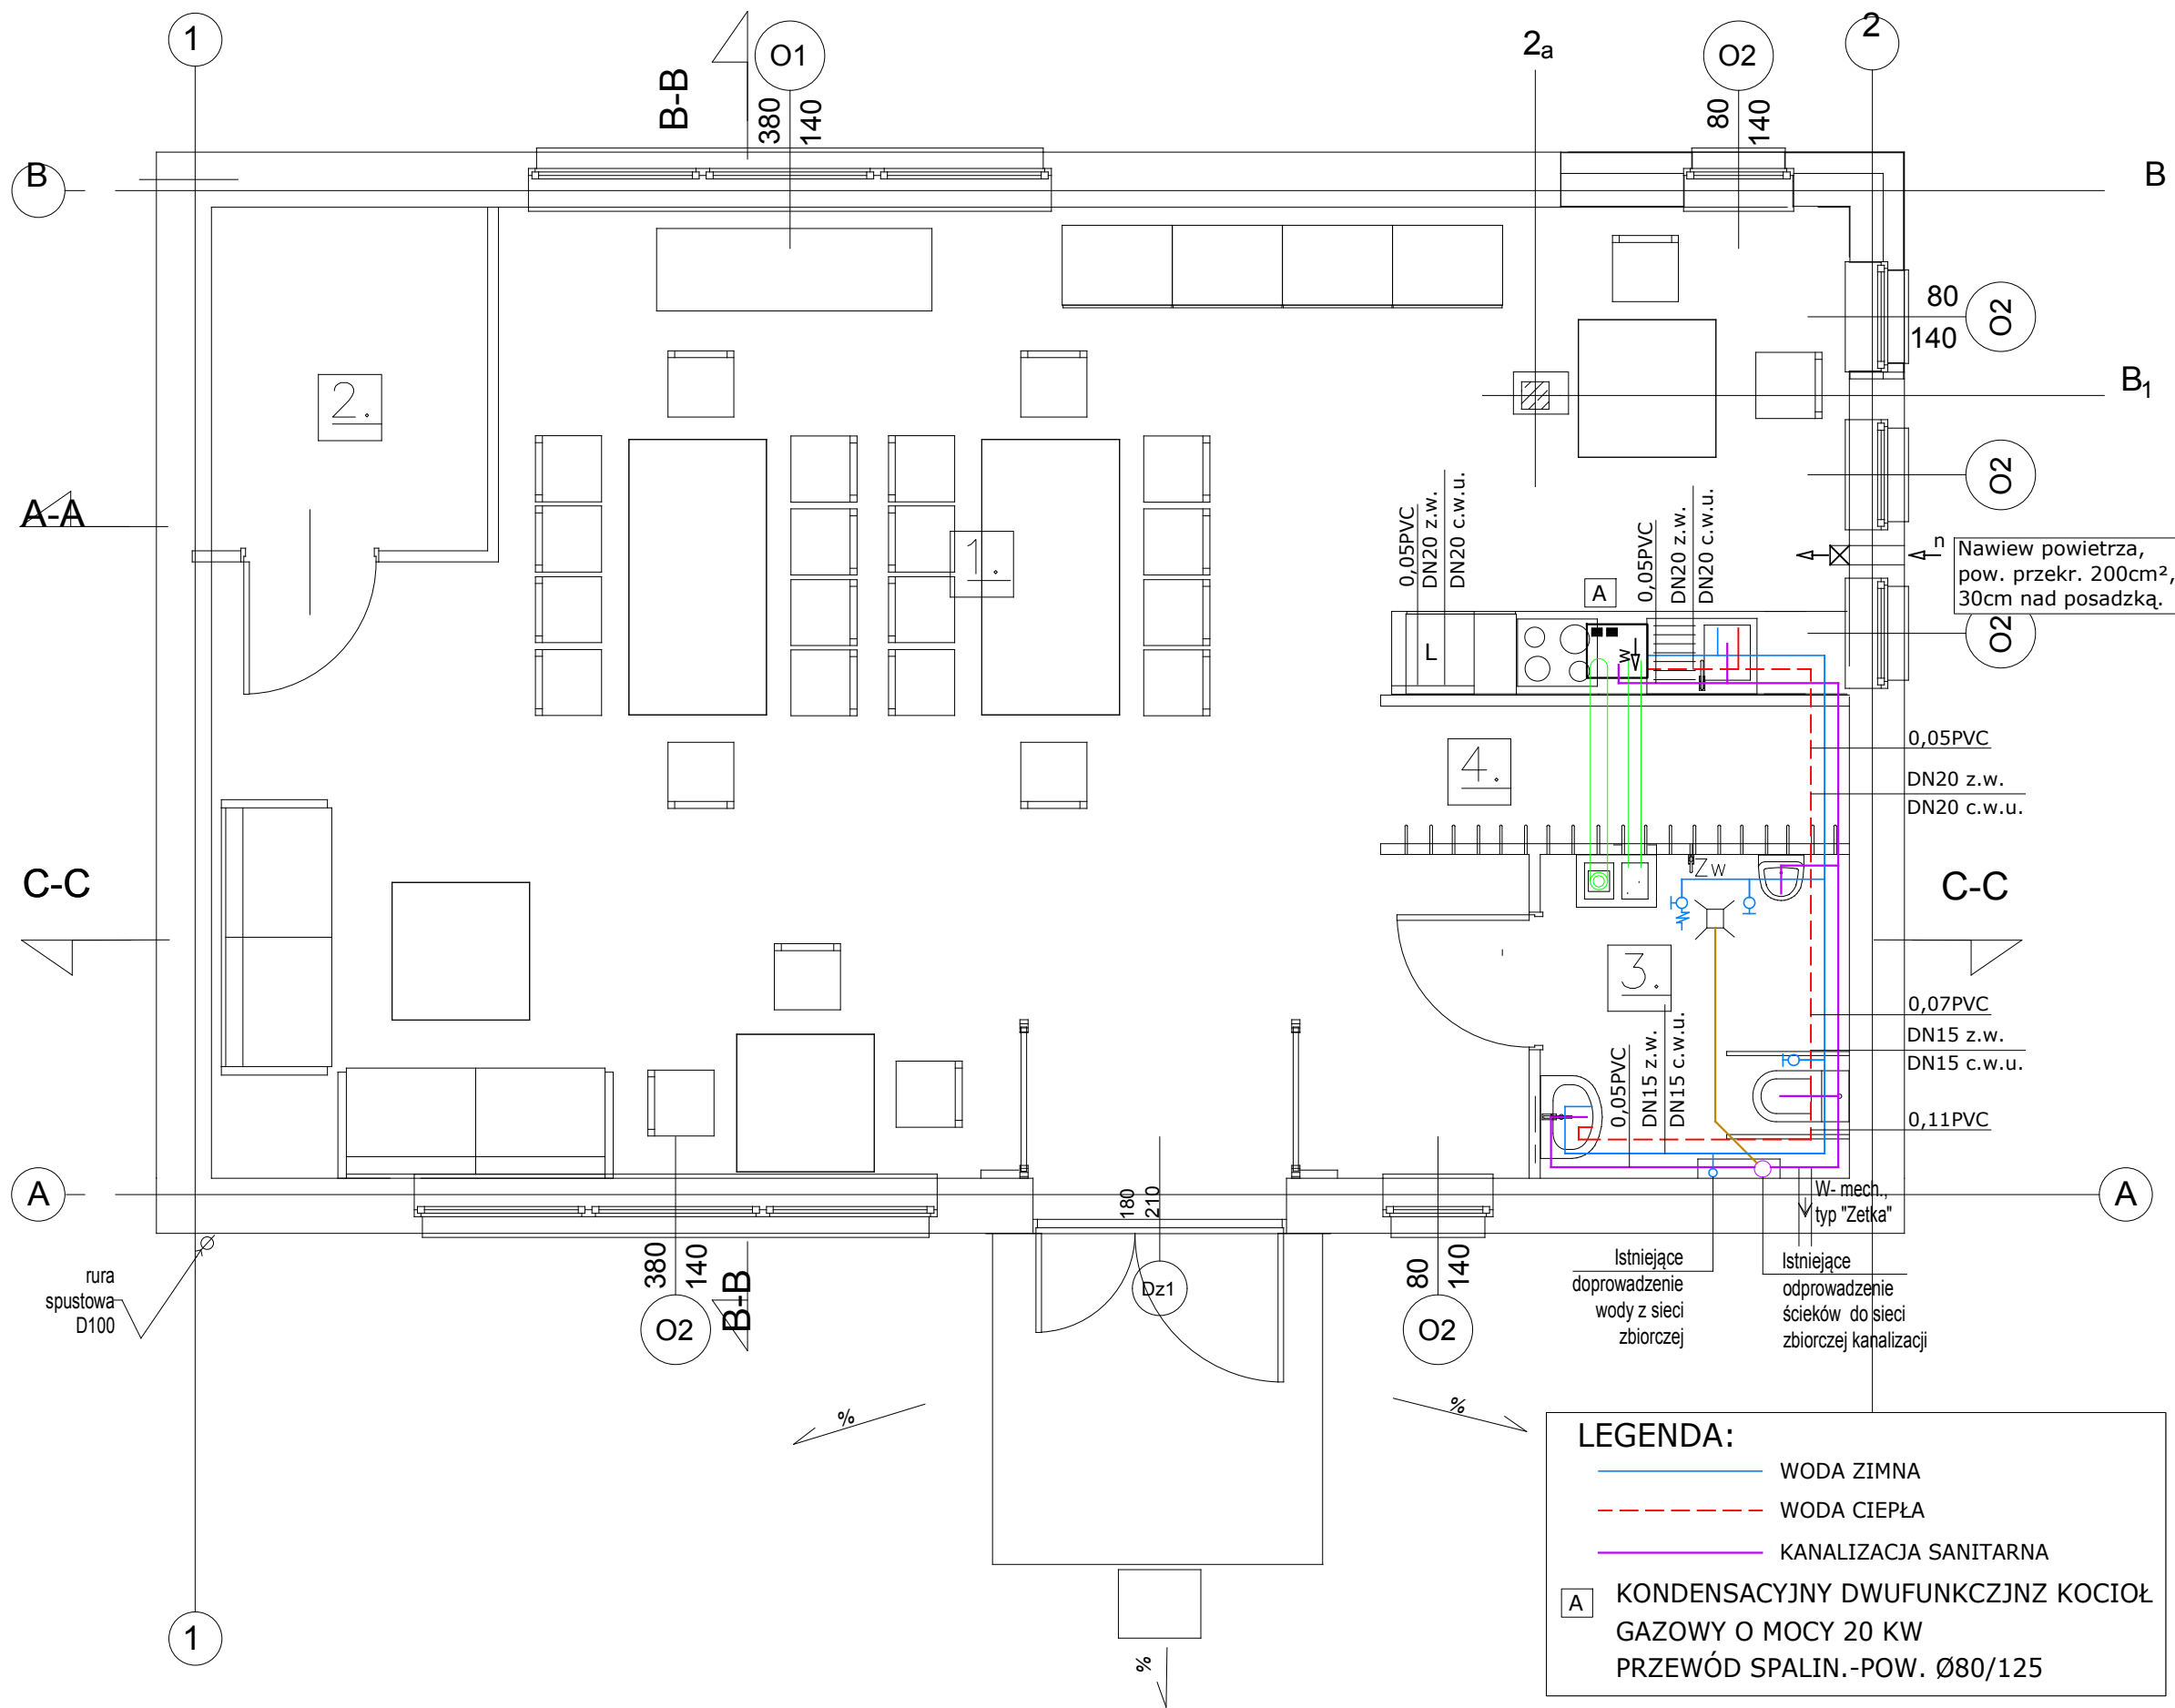 1
B-B
O1
380
140
2a
O2
80
140
2
B
B
80
140
O2
B1
2.
A-A
1.
O2
0,05PVC
DN20 z.w.
DN20 c.w.u.
0,05PVC
DN20 z.w.
DN20 c.w.u.
n
Nawiew powietrza,
pow. przekr. 200cm²,
30cm nad posadzką.
A
O2
L
w
4.
0,05PVC
DN20 z.w.
DN20 c.w.u.
Zw
C-C
C-C
3.
0,07PVC
DN15 z.w.
DN15 c.w.u.
0,05PVC
DN15 z.w.
DN15 c.w.u.
0,11PVC
A
A
180
210
W- mech.,
typ "Zetka"
rura
spustowa
D100
380
140
B-B
O2
Dz1
80
140
O2
Istniejące
doprowadzenie
wody z sieci
zbiorczej
Istniejące
odprowadzenie
ścieków do sieci
zbiorczej kanalizacji
%
%
%
1
LEGENDA:
WODA ZIMNA
WODA CIEPŁA
KANALIZACJA SANITARNA
A KONDENSACYJNY DWUFUNKCZJNZ KOCIOŁ
GAZOWY O MOCY 20 KW
PRZEWÓD SPALIN.-POW. Ø80/125